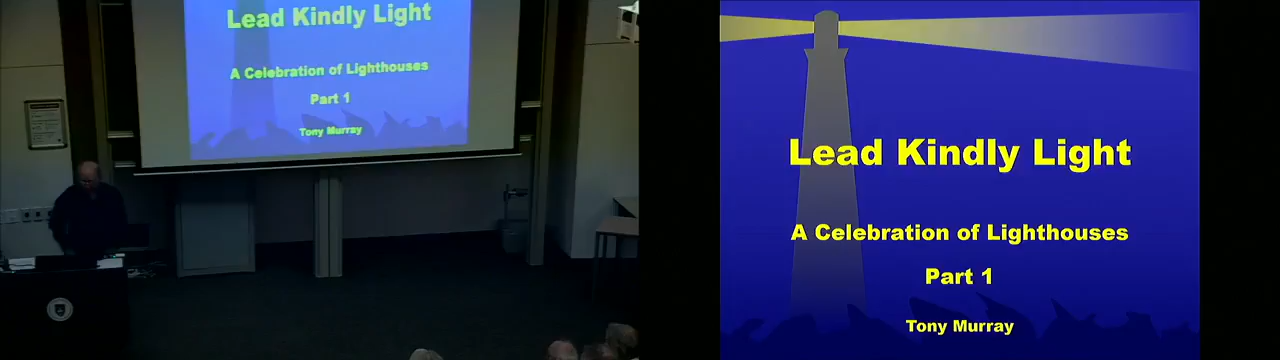 Lead Kindly Light
A Celebration of Lighthouses
Part 1
Tony Murray
Lead Kindly Light
A Celebration of Lighthouses
Part 1
Tony Murray